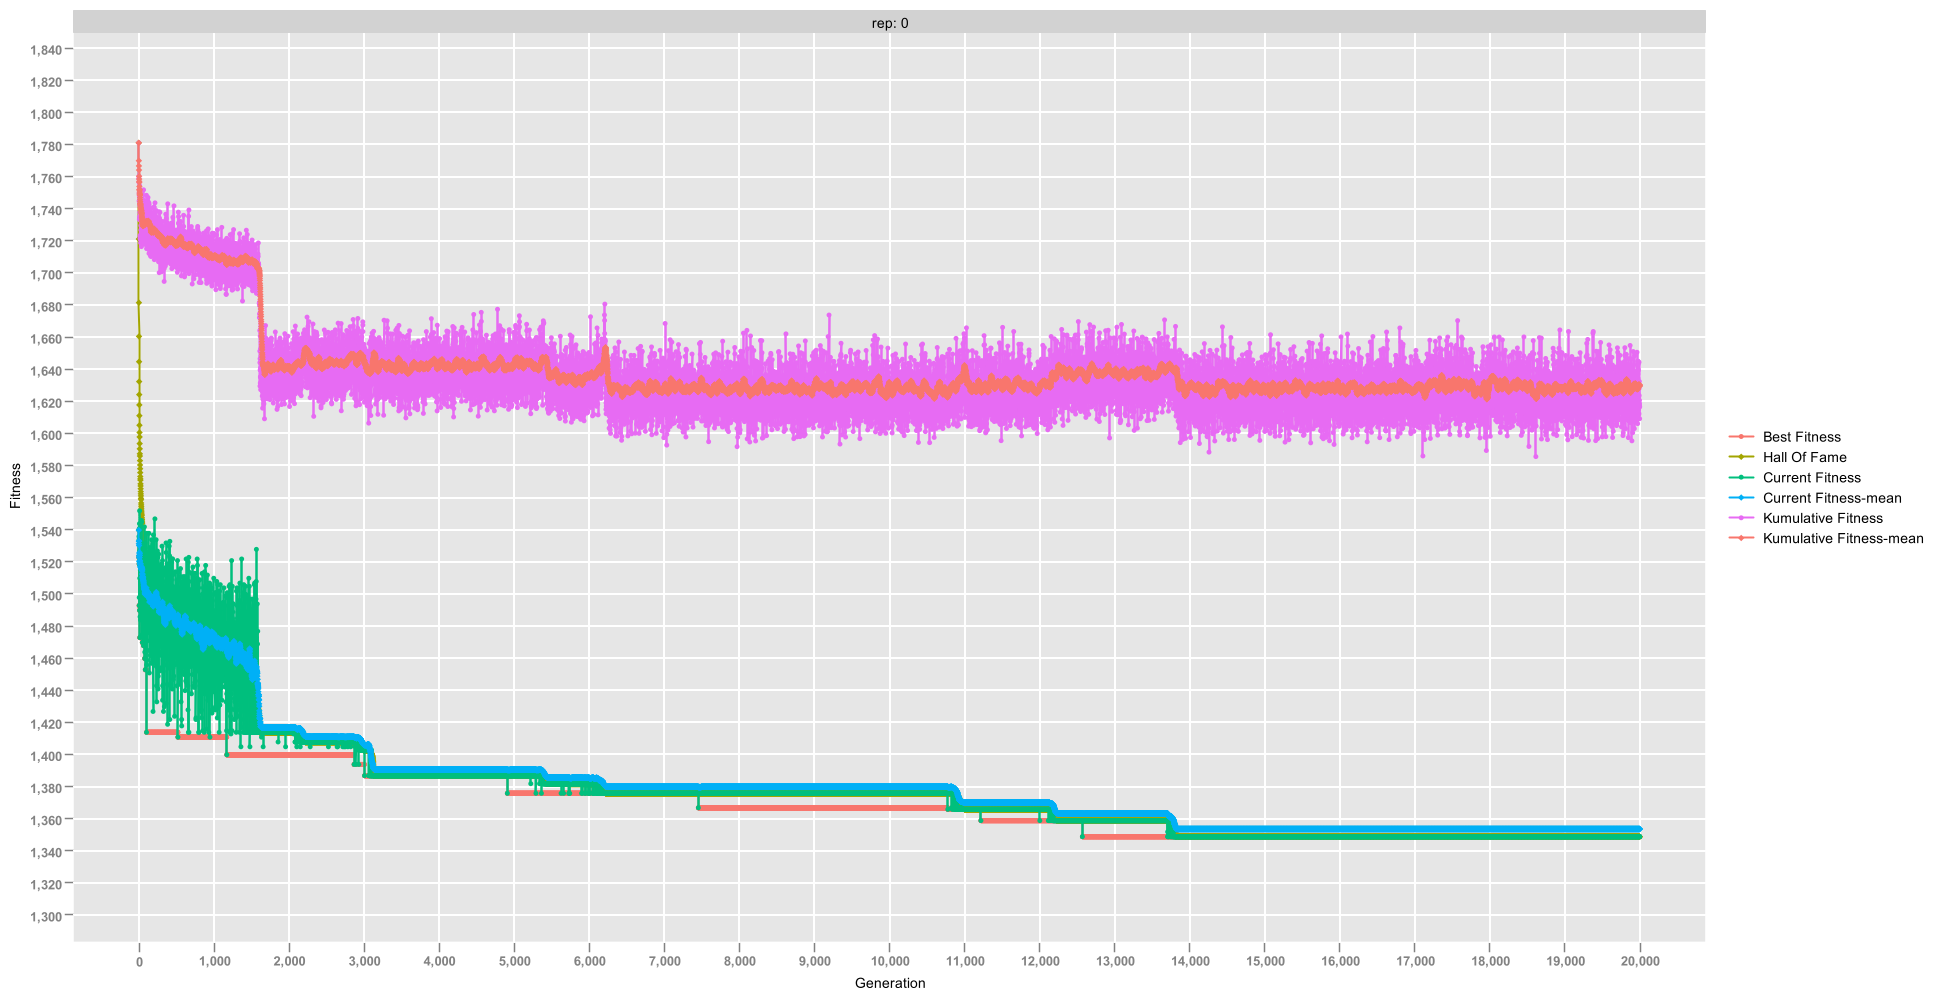 rep: 0
1,840
1,820
1,800
1,780
1,760
1,740
1,720
1,700
1,680
1,660
1,640
1,620
1,600
1,580
1,560
1,540
1,520
1,500
1,480
1,460
1,440
1,420
1,400
1,380
1,360
1,340
1,320
1,300
Fitness
0 1,000 2,000 3,000 4,000 5,000 6,000 7,000 8,000 9,000 10,000 11,000 12,000 13,000 14,000 15,000 16,000 17,000 18,000 19,000 20,000
Generation
Best Fitness
Hall Of Fame
Current Fitness
Current Fitness-mean
Kumulative Fitness
Kumulative Fitness-mean